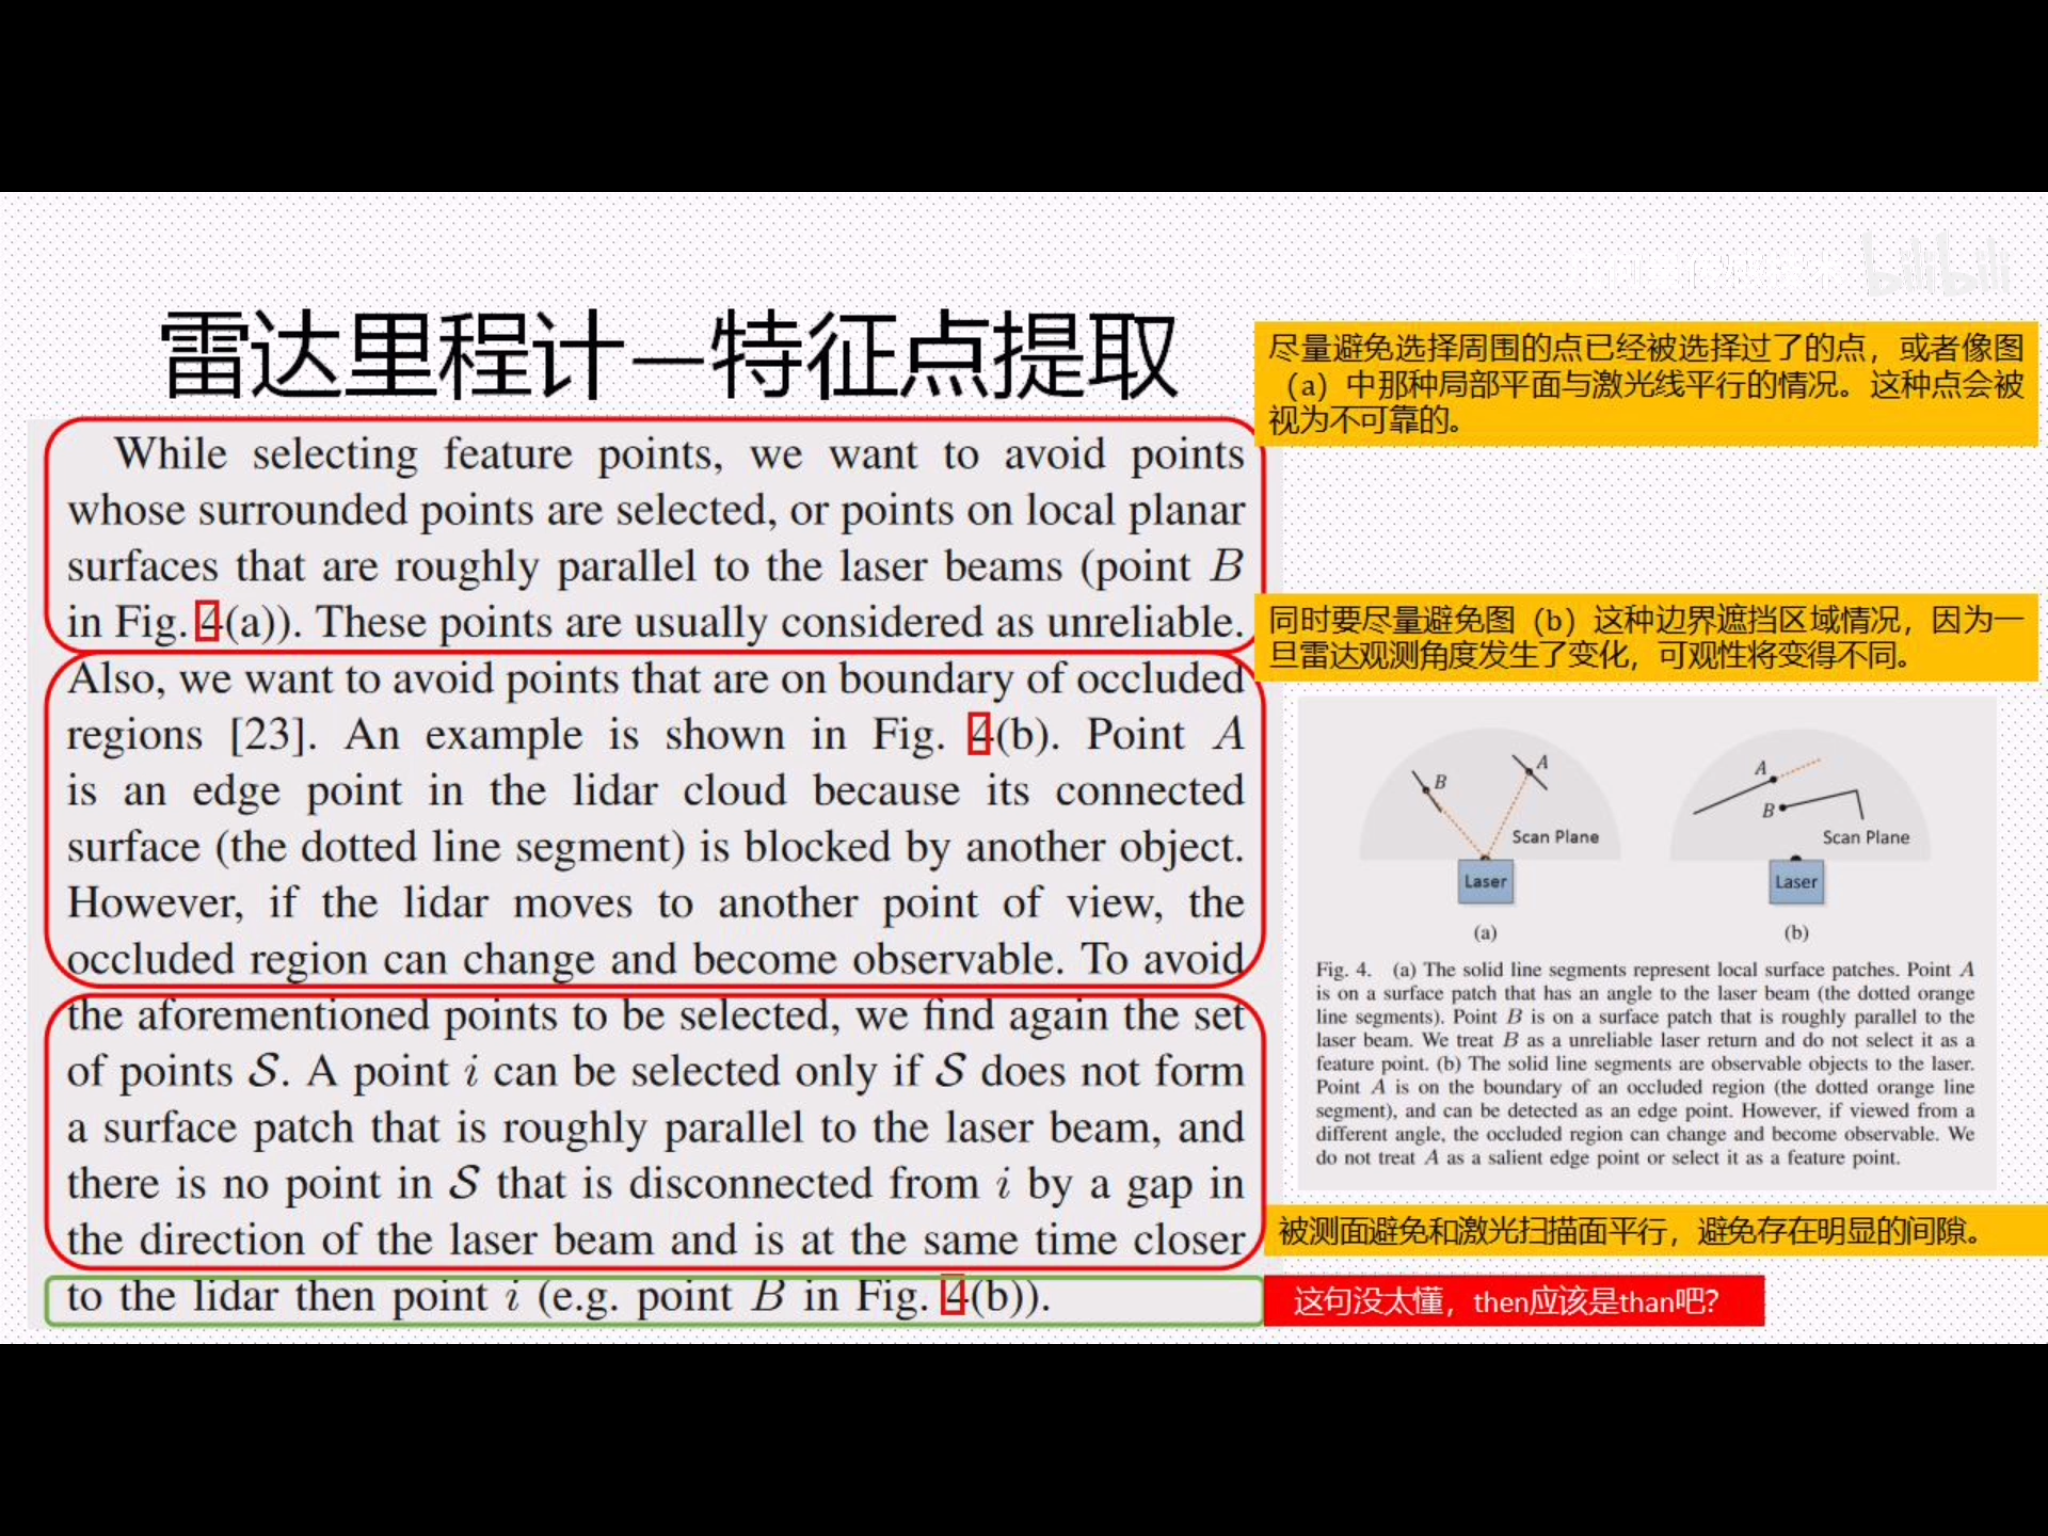 bilibili
雷达里程计—特征点提取
While selecting feature points, we want to avoid points
whose surrounded points are selected, or points on local planar
surfaces that are roughly parallel to the laser beams (point B
in Fig. 4(a)). These points are usually considered as unreliable.
Also, we want to avoid points that are on boundary of occluded
regions [23]. An example is shown in Fig. 4(b). Point A
is an edge point in the lidar cloud because its connected
surface (the dotted line segment) is blocked by another object.
However, if the lidar moves to another point of view, the
occluded region can change and become observable. To avoid
the aforementioned points to be selected, we find again the set
of points S. A point i can be selected only if S does not form
a surface patch that is roughly parallel to the laser beam, and
there is no point in S that is disconnected from i by a gap in
the direction of the laser beam and is at the same time closer
to the lidar then point i (e.g. point B in Fig. 4(b)).
尽量避免选择周围的点已经被选择过了的点，或者像图
（a）中那种局部平面与激光线平行的情况。这种点会被
视为不可靠的。
同时要尽量避免图（b）这种边界遮挡区域情况，因为一
旦雷达观测角度发生了变化，可观性将变得不同。
B
A
Scan Plane
Laser
(a)
A
B
Scan Plane
Laser
(b)
Fig. 4. (a) The solid line segments represent local surface patches. Point A
is on a surface patch that has an angle to the laser beam (the dotted orange
line segments). Point B is on a surface patch that is roughly parallel to the
laser beam. We treat B as a unreliable laser return and do not select it as a
feature point. (b) The solid line segments are observable objects to the laser.
Point A is on the boundary of an occluded region (the dotted orange line
segment), and can be detected as an edge point. However, if viewed from a
different angle, the occluded region can change and become observable. We
do not treat A as a salient edge point or select it as a feature point.
被测面避免和激光扫描面平行，避免存在明显的间隙。
这句没太懂，then应该是than吧？